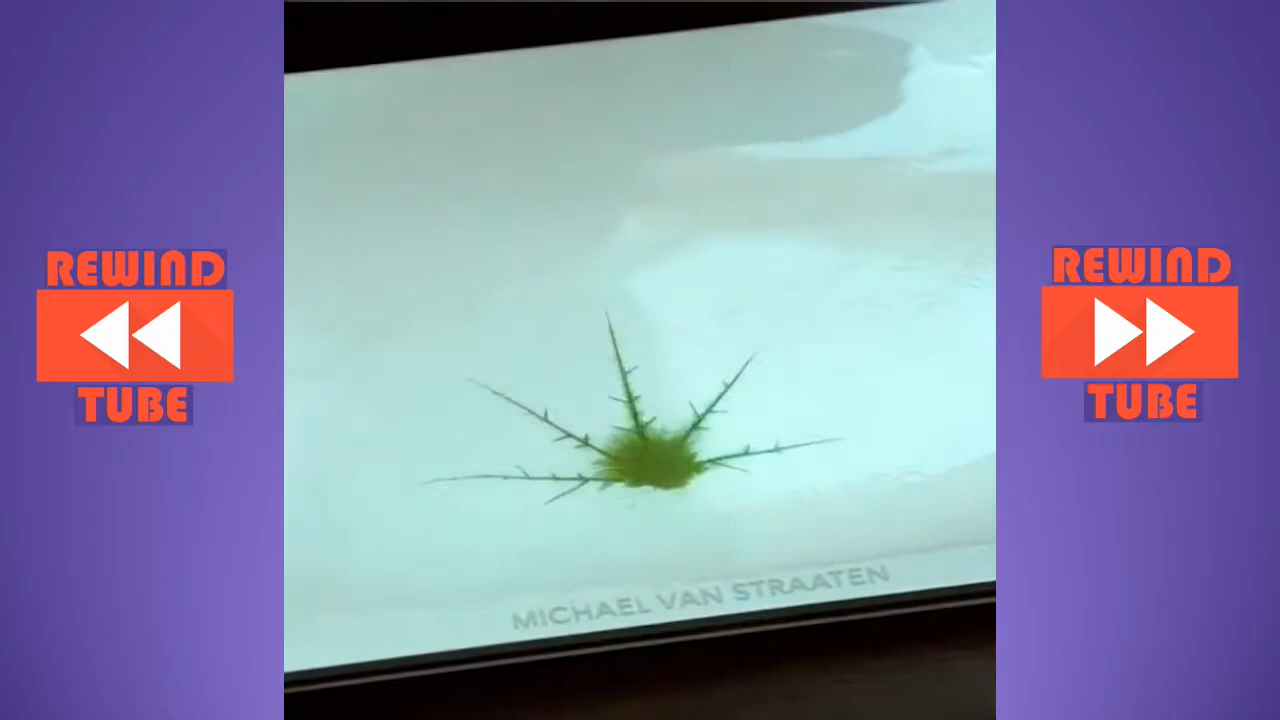 REWIND
TUBE
MICHAEL VAN STRAATEN
REWIND
TUBE